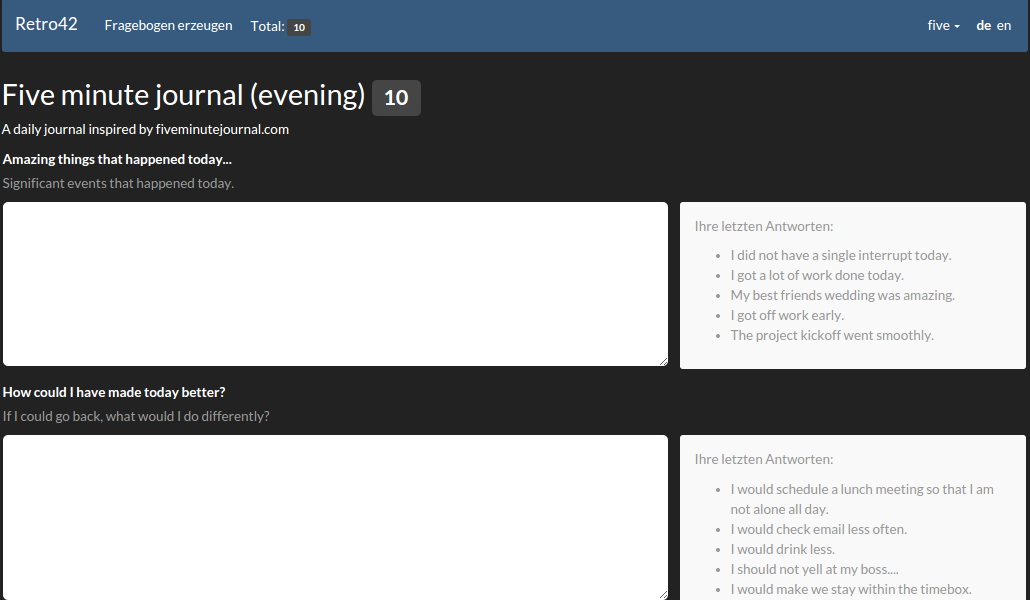 Retro42 Fragebogen erzeugen Total: 10 five de en
Five minute journal (evening) 10
A daily journal inspired by fiveminutejournal.com
Amazing things that happened today...
Significant events that happened today.
Ihre letzten Antworten:
I did not have a single interrupt today.
I got a lot of work done today.
My best friends wedding was amazing.
I got off work early.
The project kickoff went smoothly.
How could I have made today better?
If I could go back, what would I do differently?
Ihre letzten Antworten:
I would schedule a lunch meeting so that I am
not alone all day.
I would check email less often.
I would drink less.
I should not yell at my boss....
I would make we stay within the timebox.